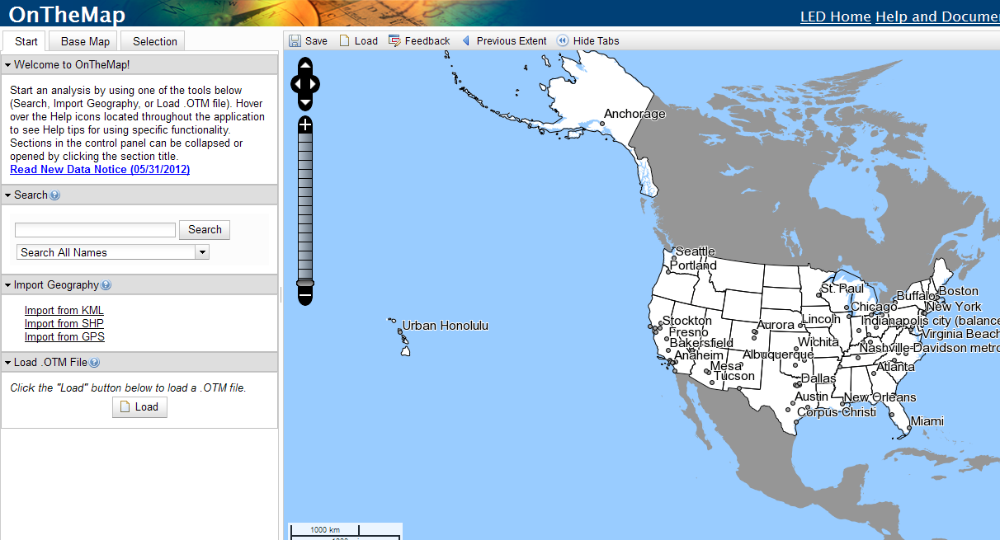 OnTheMap
LED Home Help and Docume
Start Base Map Selection
Save Load Feedback Previous Extent Hide Tabs
Welcome to OnTheMap!
Start an analysis by using one of the tools below
(Search, Import Geography, or Load .OTM file). Hover
over the Help icons located throughout the application
to see Help tips for using specific functionality.
Sections in the control panel can be collapsed or
opened by clicking the section title.
Read New Data Notice (05/31/2012)
Search
Search
Search All Names
Import Geography
Import from KML
Import from SHP
Import from GPS
Load .OTM File
Click the "Load" button below to load a .OTM file.
Load
Anchorage
Seattle
Portland
St. Paul
Buffalo
Boston
Chicago
New York
Urban Honolulu
Stockton
Aurora
Lincoln
Indianapolis city (balance
Fresno
Virginia Beach
Bakersfield
Wichita
Nashville-Davidson metro
Anaheim
Albuquerque
Mesa
Atlanta
Tucson
Dallas
Austin
New Orleans
Corpus Christi
Miami
1000 km